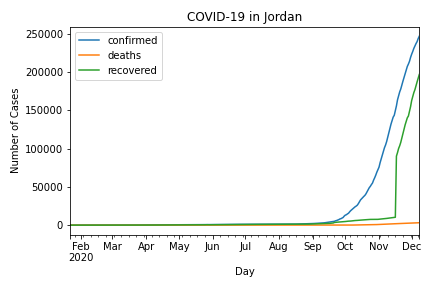 COVID-19 in Jordan
Number of Cases
250000
200000
150000
100000
50000
0
confirmed
deaths
recovered
Feb Mar Apr May Jun Jul Aug Sep Oct Nov Dec
2020
Day